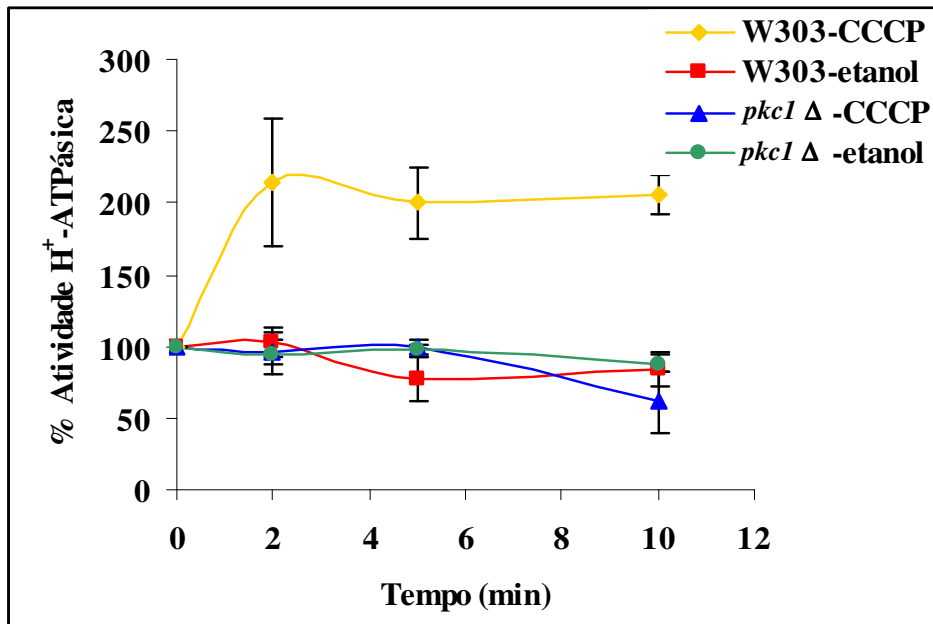 W303-CCCP
W303-etanol
pkc1 Δ -CCCP
pkc1 Δ -etanol
% Atividade H⁺-ATPásica
300
250
200
150
100
50
0
0 2 4 6 8 10 12
Tempo (min)